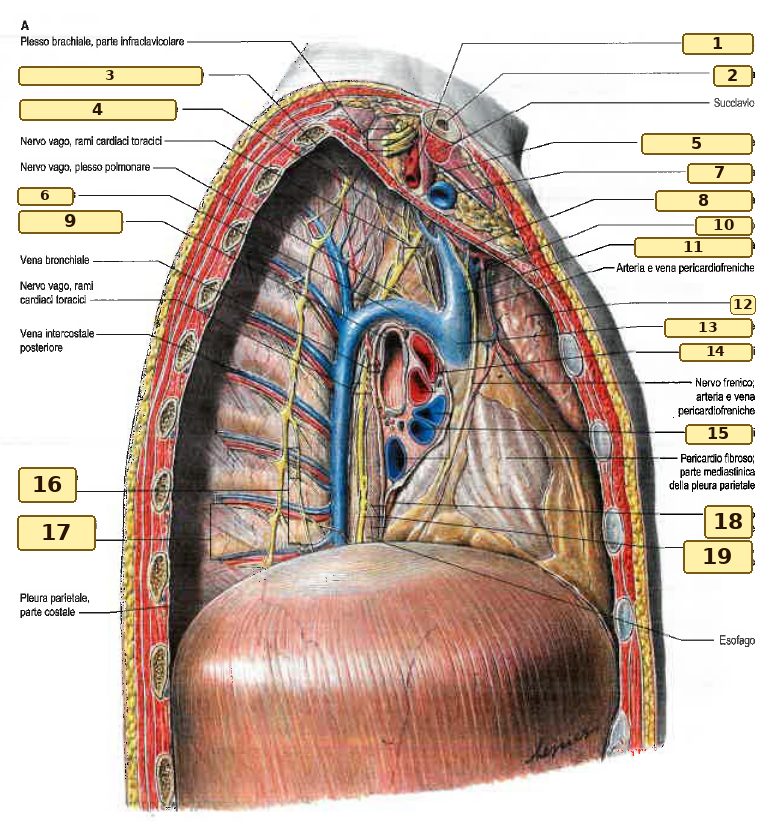 A
Plesso brachiale, parte infraclavicolare
1
3
2
4
Succlavio
Nervo vago, rami cardiaci toracici
5
Nervo vago, plesso polmonare
7
6
8
9
10
11
Vena bronchiale
Arteria e vena pericardiofreniche
Nervo vago, rami
cardiaci toracici
12
13
Vena intercostale
posteriore
14
Nervo frenico;
arteria e vena
pericardiofreniche
15
Pericardio fibroso;
parte mediastinica
della pleura parietale
16
18
17
19
Pleura parietale,
parte costale
Esofago